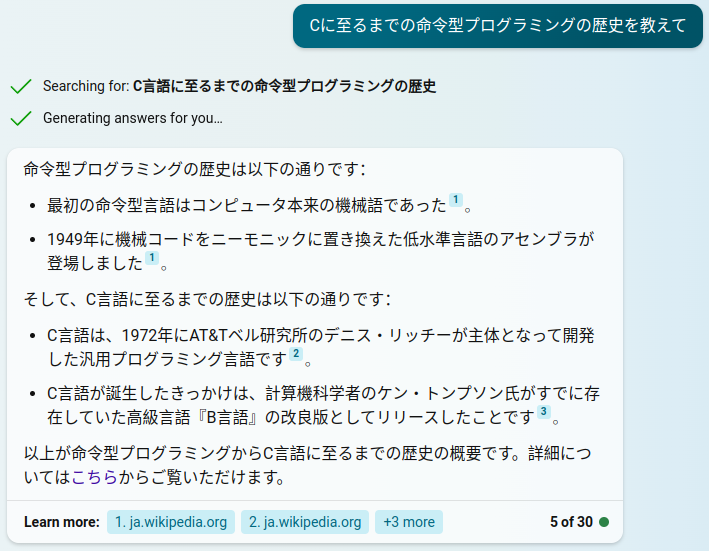 Cに至るまでの命令型プログラミングの歴史を教えて
Searching for: C言語に至るまでの命令型プログラミングの歴史
Generating answers for you…
命令型プログラミングの歴史は以下の通りです：
• 最初の命令型言語はコンピュータ本来の機械語であった 1 。
• 1949年に機械コードをニーモニックに置き換えた低水準言語のアセンブラが
登場しました 1 。
そして、C言語に至るまでの歴史は以下の通りです：
• C言語は、1972年にAT&Tベル研究所のデニス・リッチーが主体となって開発
した汎用プログラミング言語です 2 。
• C言語が誕生したきっかけは、計算機科学者のケン・トンプソン氏がすでに存
在していた高級言語『B言語』の改良版としてリリースしたことです 3 。
以上が命令型プログラミングからC言語に至るまでの歴史の概要です。詳細につ
いてはこちらからご覧いただけます。
Learn more: 1. ja.wikipedia.org 2. ja.wikipedia.org +3 more 5 of 30